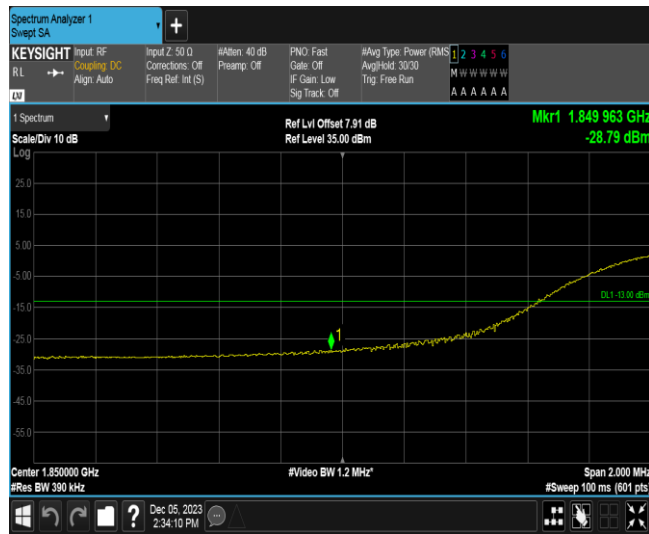 Spectrum Analyzer 1
Swept SA
+
KEYSIGHT
RL
LXI
Input: RF
Coupling: DC
Align: Auto
Input Z: 50 Ω
Corrections: Off
Freq Ref: Int (S)
#Atten: 40 dB
Preamp: Off
PNO: Fast
Gate: Off
IF Gain: Low
Sig Track: Off
#Avg Type: Power (RMS
Avg|Hold: 30/30
Trig: Free Run
1 2 3 4 5 6
M W W W W W
A A A A A A
1 Spectrum
Scale/Div 10 dB
Log
Ref Lvl Offset 7.91 dB
Ref Level 35.00 dBm
Mkr1 1.849 963 GHz
-28.79 dBm
25.0
15.0
5.00
-5.00
DL1 -13.00 dBm
-15.0
1
-25.0
-35.0
-45.0
-55.0
Center 1.850000 GHz
#Res BW 390 kHz
#Video BW 1.2 MHz*
Span 2.000 MHz
#Sweep 100 ms (601 pts
?
Dec 05, 2023
2:34:10 PM